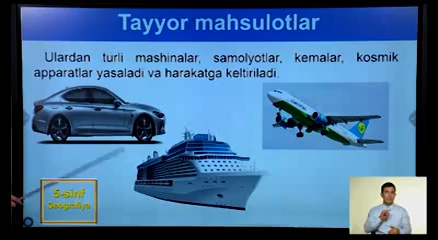 Tayyor mahsulotlar
Ulardan turli mashinalar, samolyotlar, kemalar, kosmik
apparatlar yasaladi va harakatga keltiriladi.
5-sinf
Geografiya